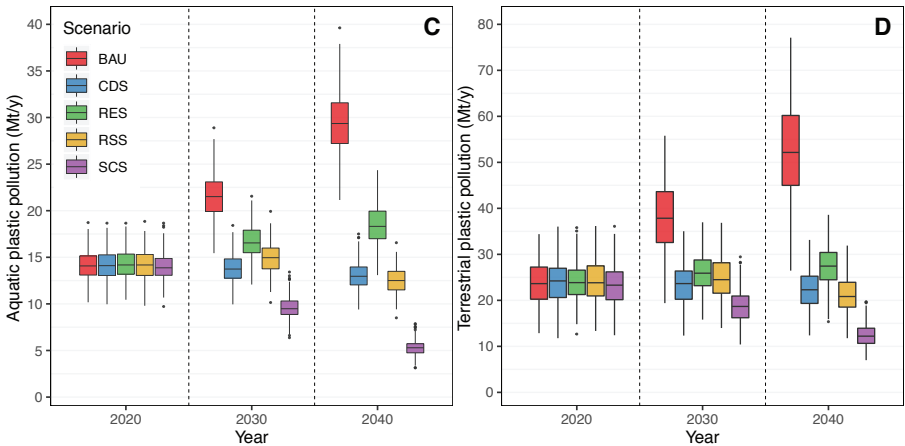 C
Scenario
BAU
CDS
RES
RSS
SCS
Aquatic plastic pollution (Mt/y)
40
35
30
25
20
15
10
5
0
2020
2030
2040
Year
D
Terrestrial plastic pollution (Mt/y)
80
70
60
50
40
30
20
10
0
2020
2030
2040
Year